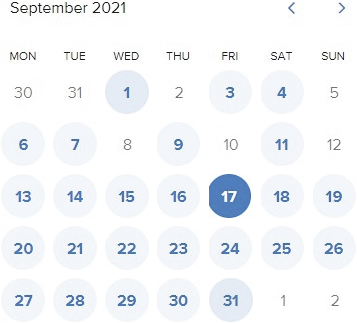 September 2021
MON TUE WED THU FRI SAT SUN
30 31 1 2 3 4 5
6 7 8 9 10 11 12
13 14 15 16 17 18 19
20 21 22 23 24 25 26
27 28 29 30 31 1 2